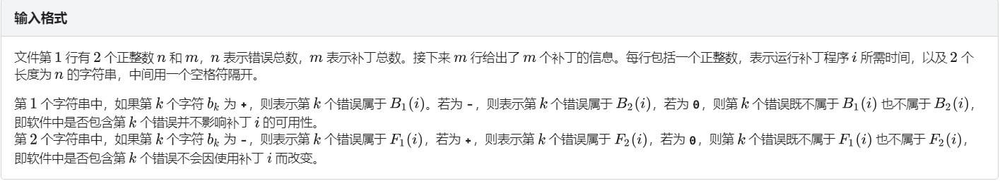 输入格式
文件第 1 行有 2 个正整数 n 和 m，n 表示错误总数，m 表示补丁总数。接下来 m 行给出了 m 个补丁的信息。每行包括一个正整数，表示运行补丁程序 i 所需时间，以及 2 个
长度为 n 的字符串，中间用一个空格符隔开。
第 1 个字符串中，如果第 k 个字符 bₖ 为 +，则表示第 k 个错误属于 B₁(i)。若为 -，则表示第 k 个错误属于 B₂(i)，若为 0，则第 k 个错误既不属于 B₁(i) 也不属于 B₂(i)，
即软件中是否包含第 k 个错误并不影响补丁 i 的可用性。
第 2 个字符串中，如果第 k 个字符 bₖ 为 -，则表示第 k 个错误属于 F₁(i)，若为 +，则表示第 k 个错误属于 F₂(i)，若为 0，则第 k 个错误既不属于 F₁(i) 也不属于 F₂(i)，
即软件中是否包含第 k 个错误不会因使用补丁 i 而改变。